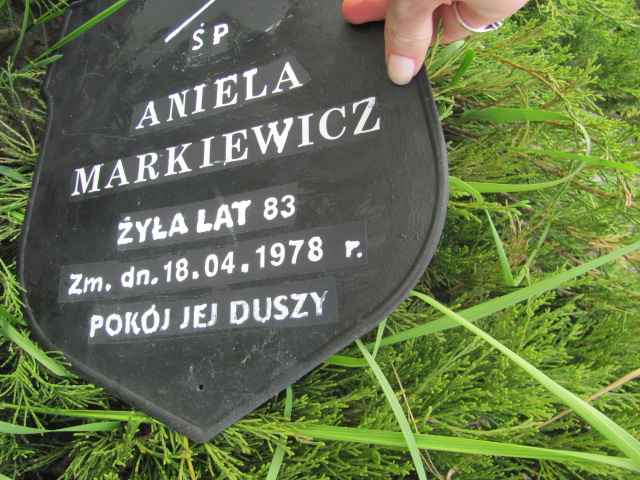 ŚP
ANIELA
MARKIEWICZ
ŻYŁA LAT 83
Zm. dn. 18.04.1978 r.
POKÓJ JEJ DUSZY